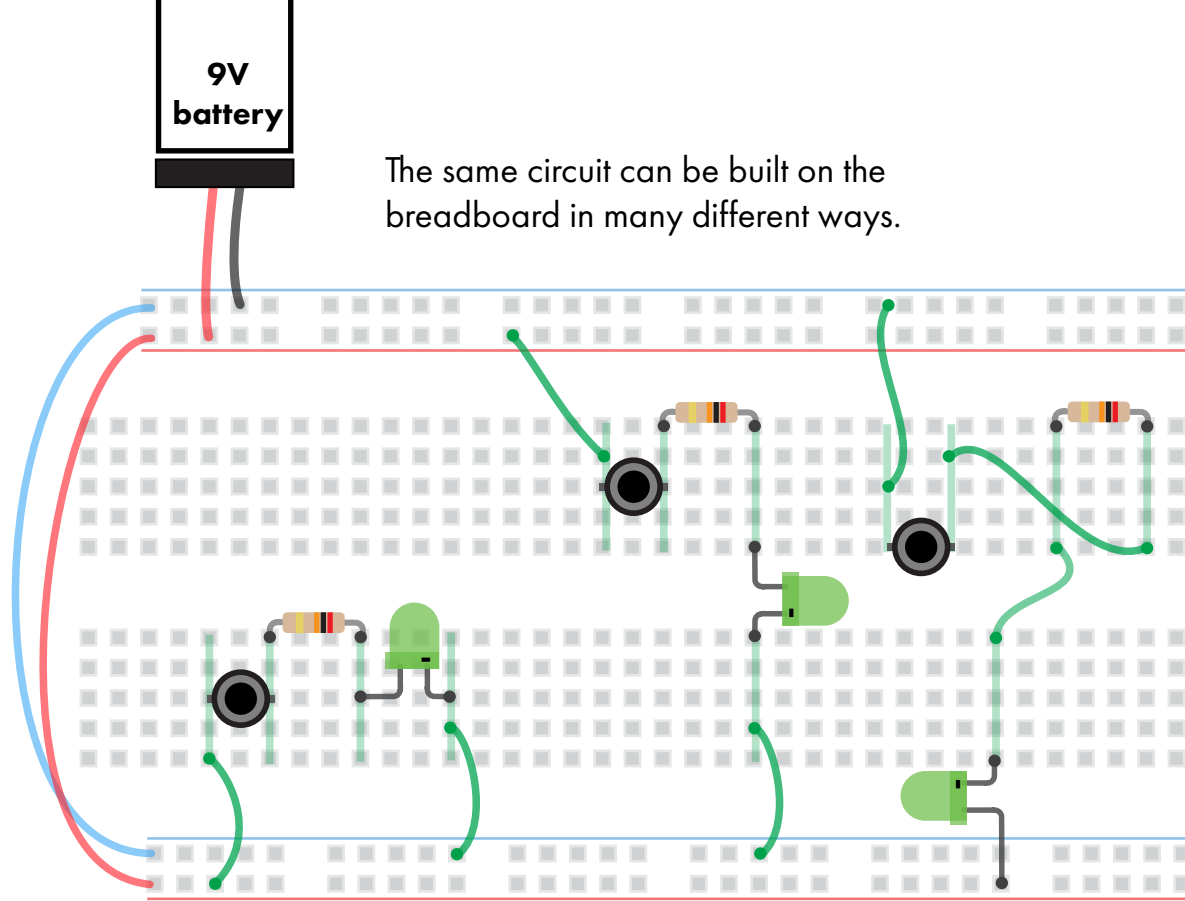 9V
battery
The same circuit can be built on the
breadboard in many different ways.